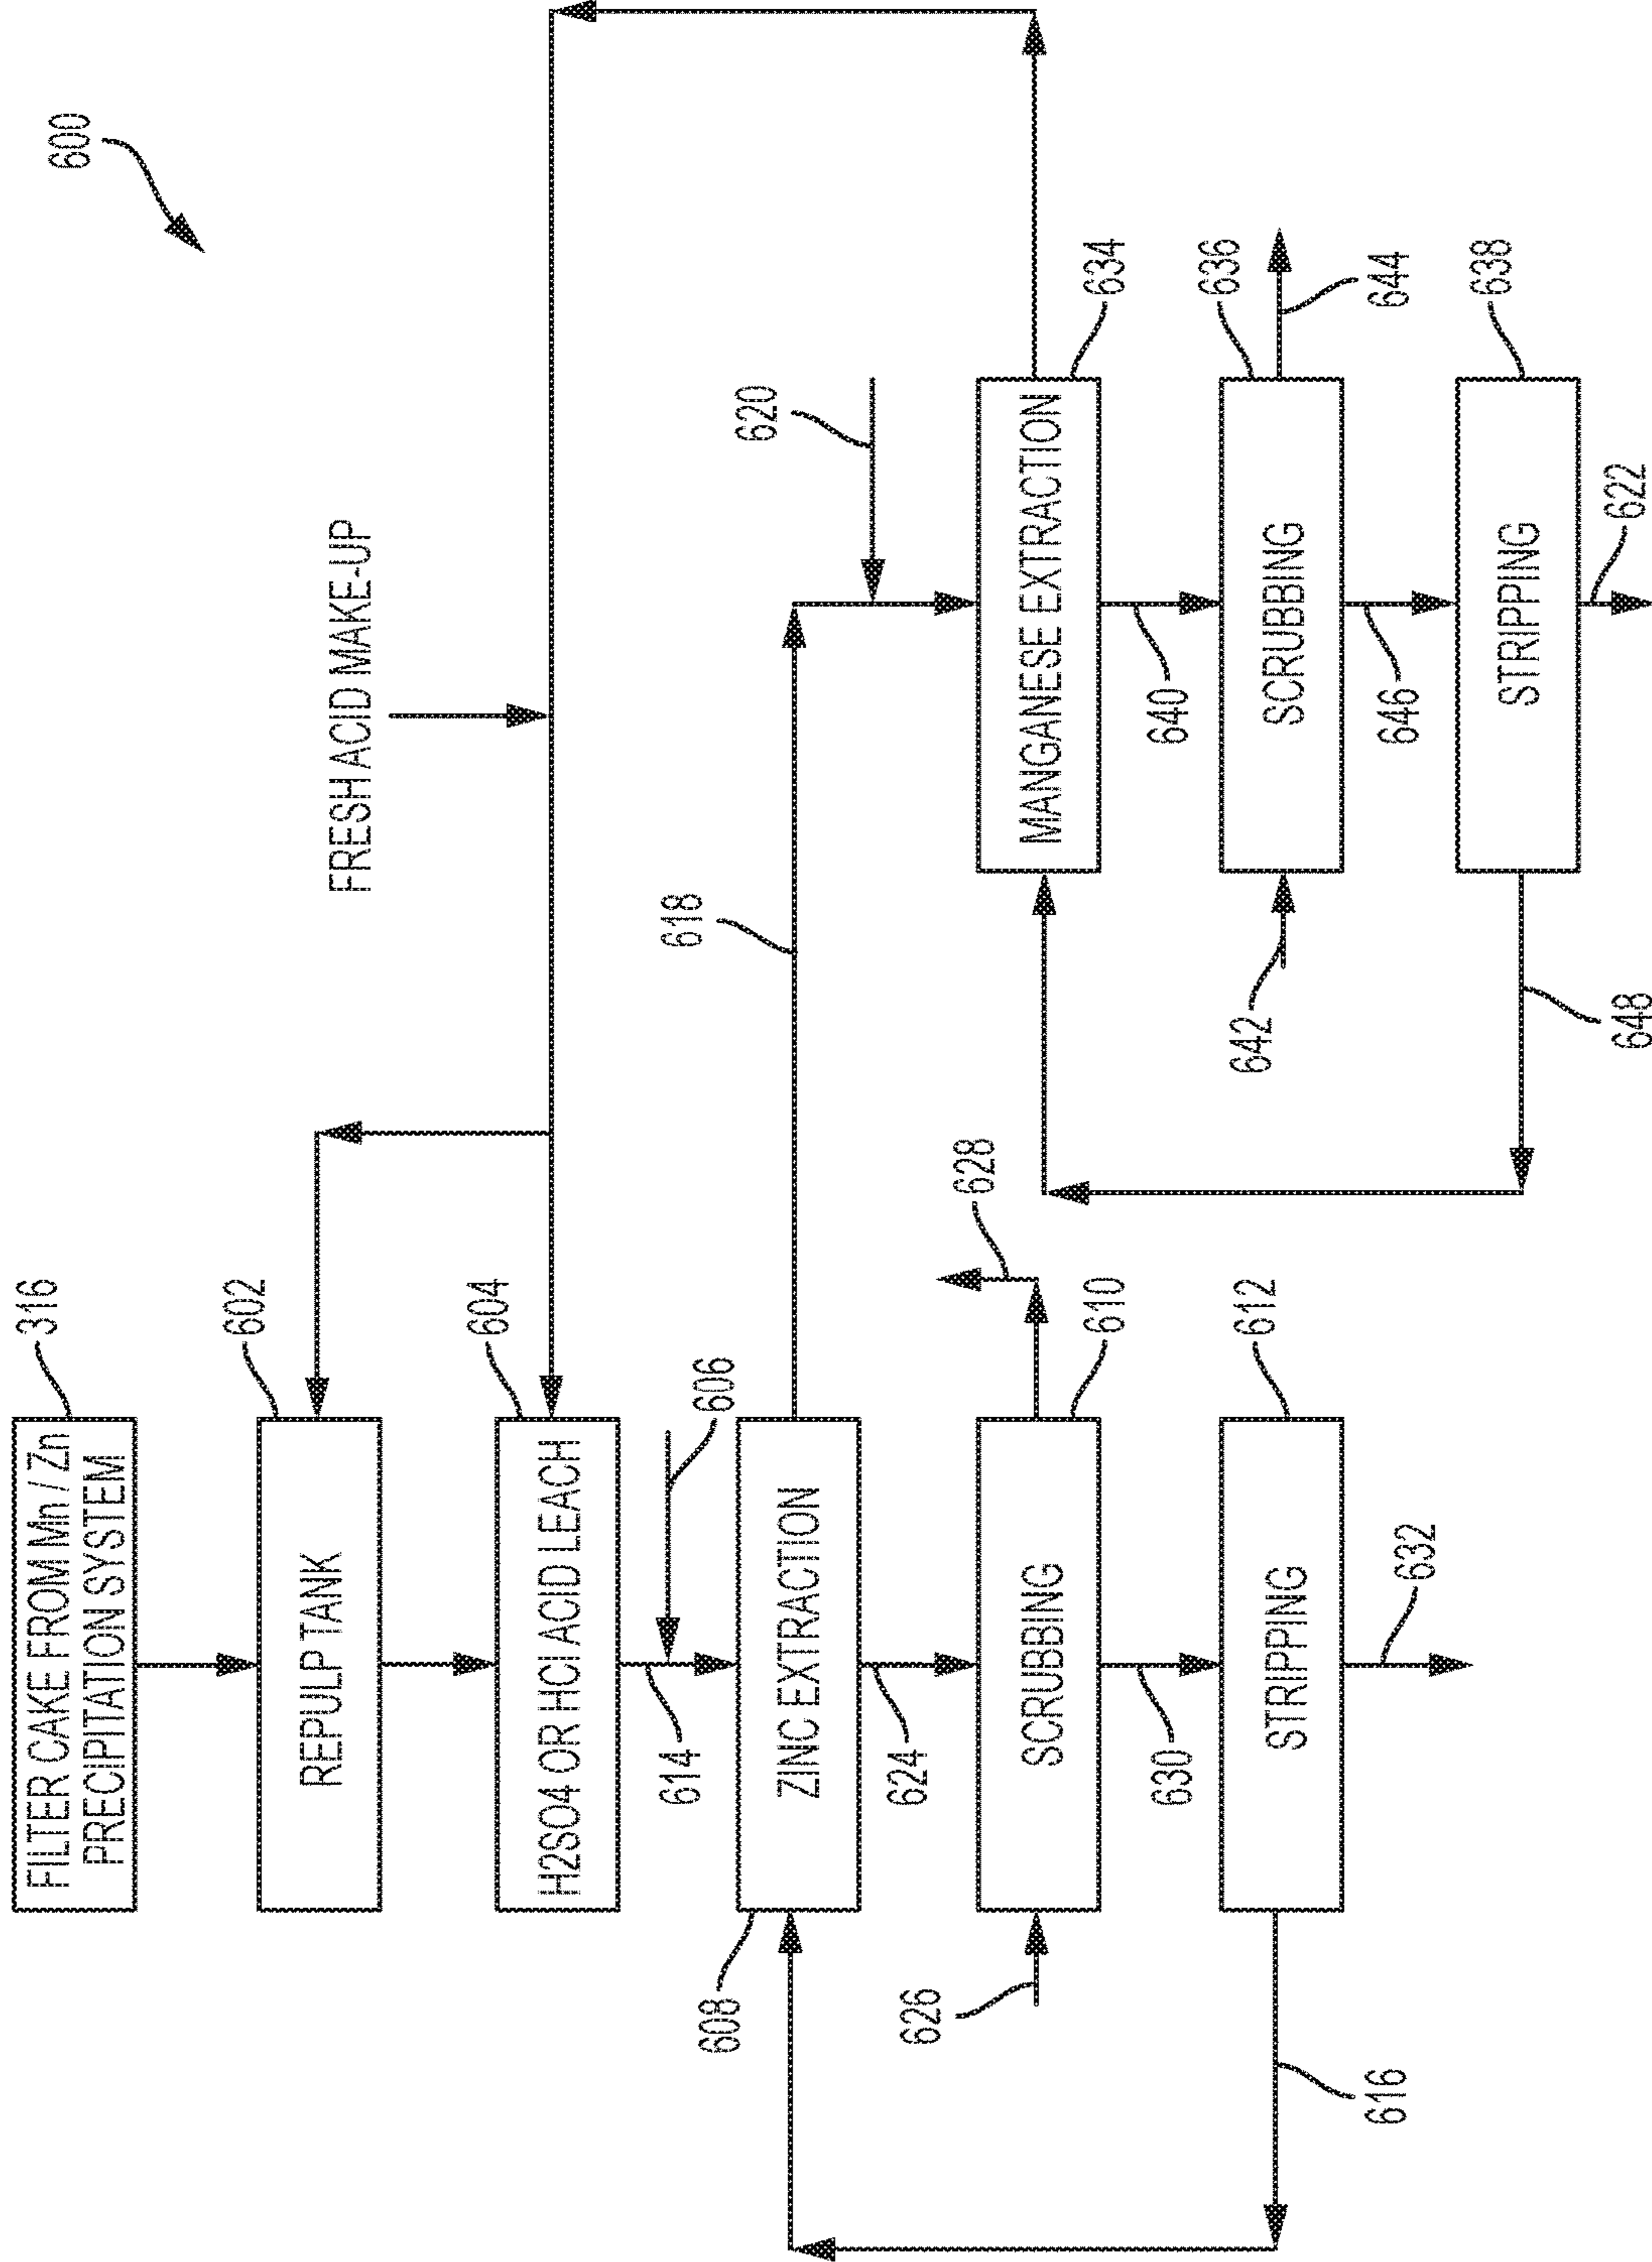 600
FILTER CAKE FROM Mn / Zn
PRECIPITATION SYSTEM
316
REPULP TANK
602
H2SO4 OR HCl ACID LEACH
604
FRESH ACID MAKE-UP
614
606
ZINC EXTRACTION
608
618
624
626
SCRUBBING
610
628
630
STRIPPING
612
616
632
620
MANGANESE EXTRACTION
634
640
642
SCRUBBING
636
644
646
STRIPPING
638
648
622